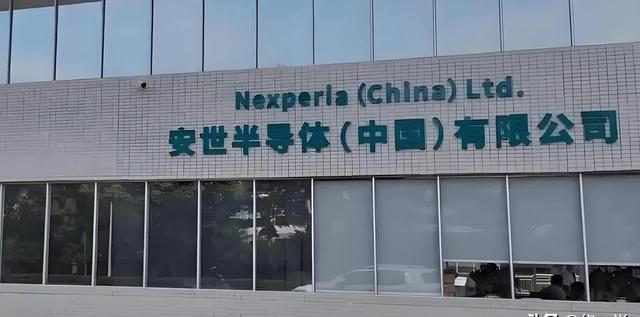 Nexperia (China) Ltd.
安世半导体(中国)有限公司